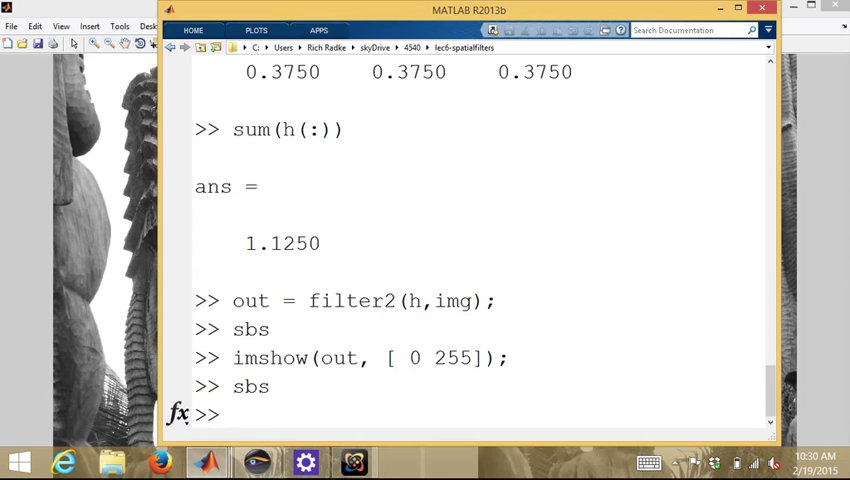 MATLAB R2013b
File Edit View Insert Tools Desk
HOME PLOTS APPS
Search Documentation
C: Users Rich Radke skyDrive 4540 lec6-spatialfilters
0.3750 0.3750 0.3750
>> sum(h(:))
ans =
1.1250
>> out = filter2(h,img);
>> sbs
>> imshow(out, [ 0 255]);
>> sbs
fx >>
10:30 AM
2/19/2015